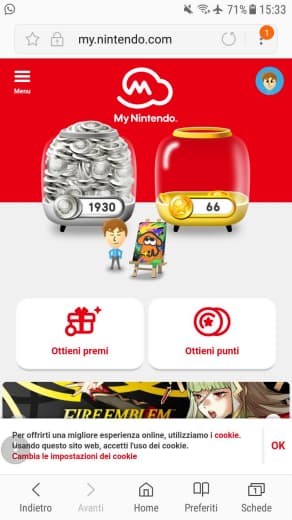 71% 15:33
my.nintendo.com
1
Menu
My Nintendo.
1930
66
Ottieni premi
Ottieni punti
FIRE EMBLEM
Per offrirti una migliore esperienza online, utilizziamo i cookie.
Usando questo sito web, accetti l'uso dei cookie.
Cambia le impostazioni dei cookie
OK
Indietro
Avanti
Home
Preferiti
Schede